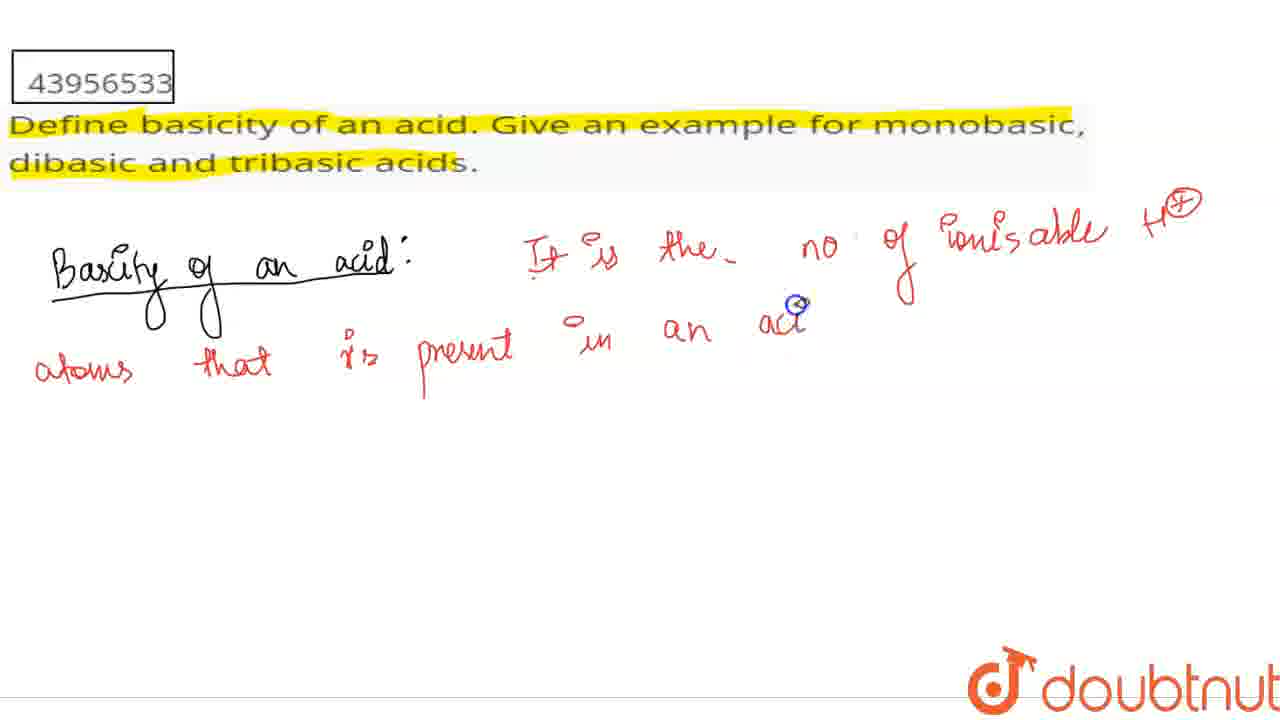 43956533
Define basicity of an acid. Give an example for monobasic,
dibasic and tribasic acids.
Bascity of an acid: It is the no of ionisable H+
atoms that is present in an aci
doubtnut